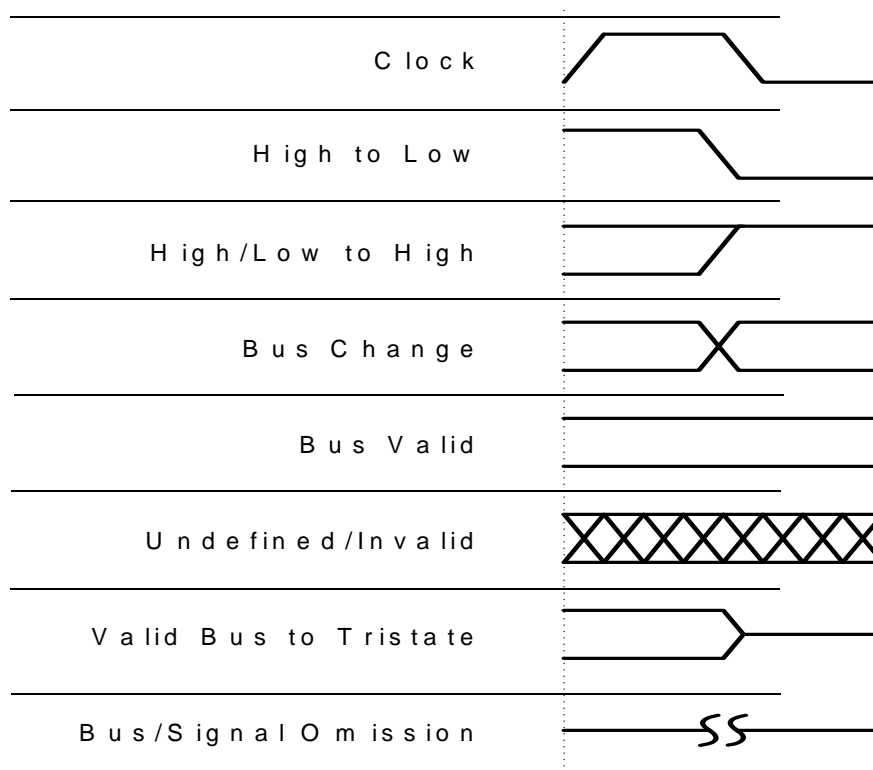 Clock
High to Low
High/Low to High
Bus Change
Bus Valid
Undefined/Invalid
Valid Bus to Tristate
Bus/Signal Omission